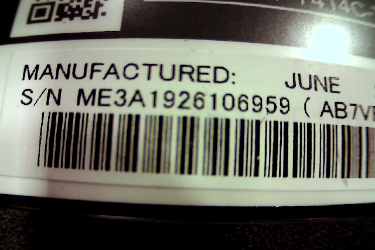 MANUFACTURED: JUNE
S/N ME3A1926106959 ( AB7V